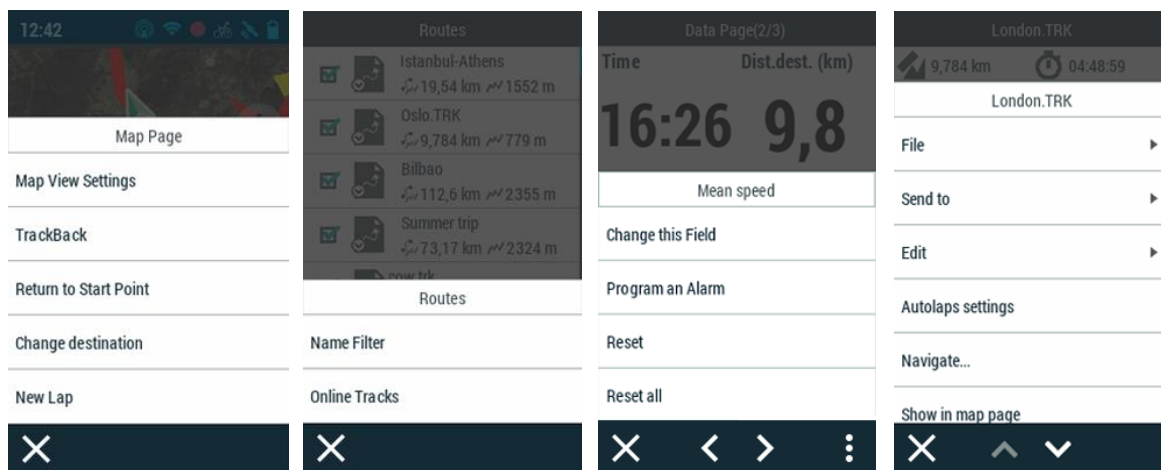 12:42
Map Page
Map View Settings
TrackBack
Return to Start Point
Change destination
New Lap
Routes
Istanbul-Athens
19,54 km 1552 m
Oslo.TRK
9,784 km 779 m
Bilbao
112,6 km 2355 m
Summer trip
73,17 km 2324 m
cow.trk
Routes
Name Filter
Online Tracks
Data Page(2/3)
Time Dist.dest. (km)
16:26 9,8
Mean speed
Change this Field
Program an Alarm
Reset
Reset all
London.TRK
9,784 km 04:48:59
London.TRK
File
Send to
Edit
Autolaps settings
Navigate...
Show in map page